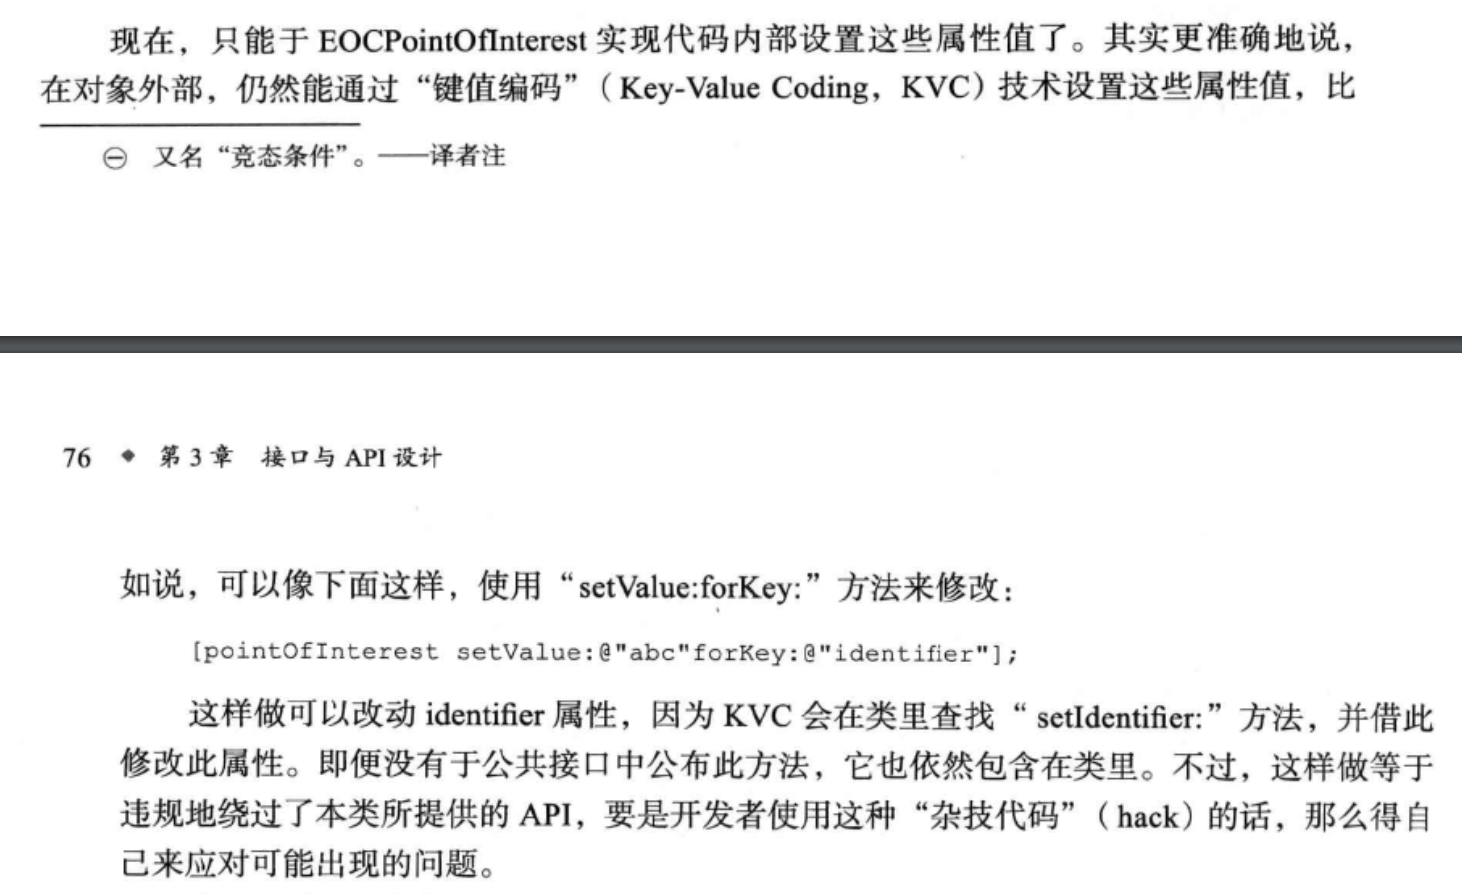 现在，只能于 EOCPointOfInterest 实现代码内部设置这些属性值了。其实更准确地说，
在对象外部，仍然能通过“键值编码”（Key-Value Coding，KVC）技术设置这些属性值，比
㊀ 又名“竞态条件”。——译者注
76 ◆ 第 3 章 接口与 API 设计
如说，可以像下面这样，使用“setValue:forKey:”方法来修改：
[pointOfInterest setValue:@"abc"forKey:@"identifier"];
这样做可以改动 identifier 属性，因为 KVC 会在类里查找“ setIdentifier:”方法，并借此
修改此属性。即便没有于公共接口中公布此方法，它也依然包含在类里。不过，这样做等于
违规地绕过了本类所提供的 API，要是开发者使用这种“杂技代码”（hack）的话，那么得自
己来应对可能出现的问题。